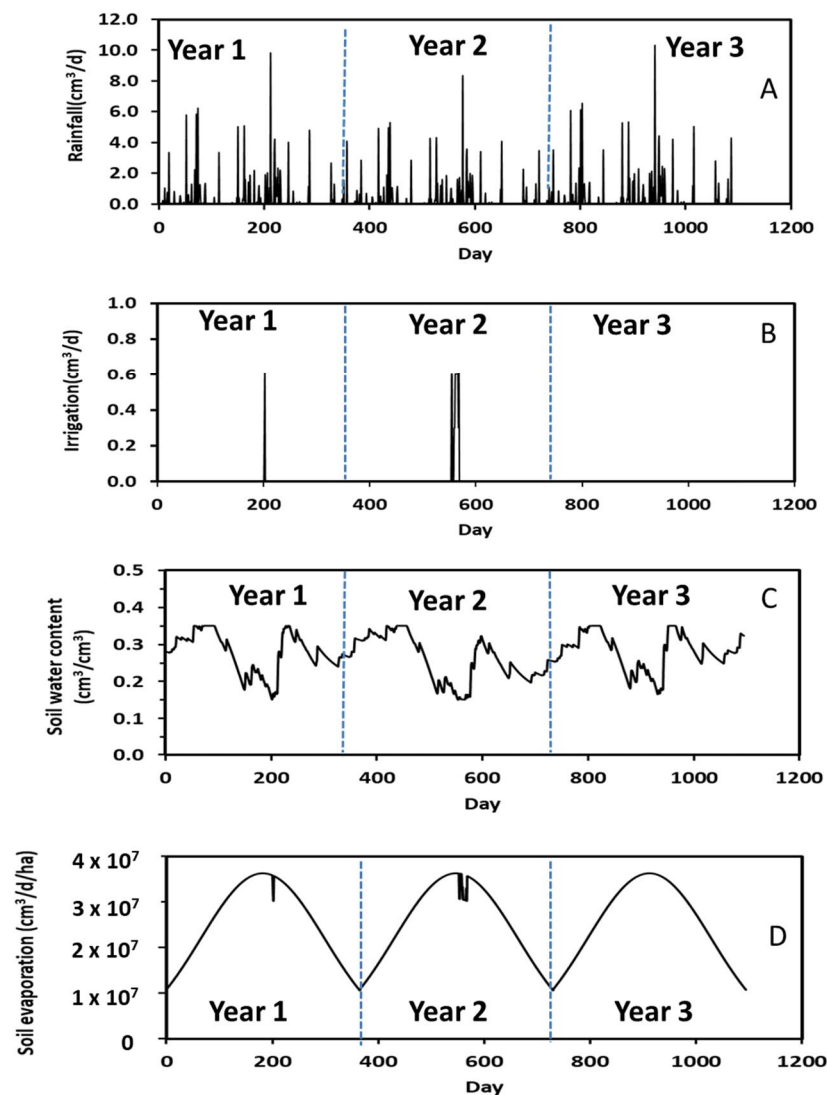 Rainfall(cm³/d)
12.0
10.0
8.0
6.0
4.0
2.0
0.0
Year 1
Year 2
Year 3
A
0
200
400
600
800
1000
1200
Day
Irrigation(cm³/d)
1.0
0.8
0.6
0.4
0.2
0.0
Year 1
Year 2
Year 3
B
0
200
400
600
800
1000
1200
Day
Soil water content
(cm³/cm³)
0.5
0.4
0.3
0.2
0.1
0.0
Year 1
Year 2
Year 3
C
0
200
400
600
800
1000
1200
Day
Soil evaporation (cm³/d/ha)
4 x 10⁷
3 x 10⁷
2 x 10⁷
1 x 10⁷
0
Year 1
Year 2
Year 3
D
0
200
400
600
800
1000
1200
Day